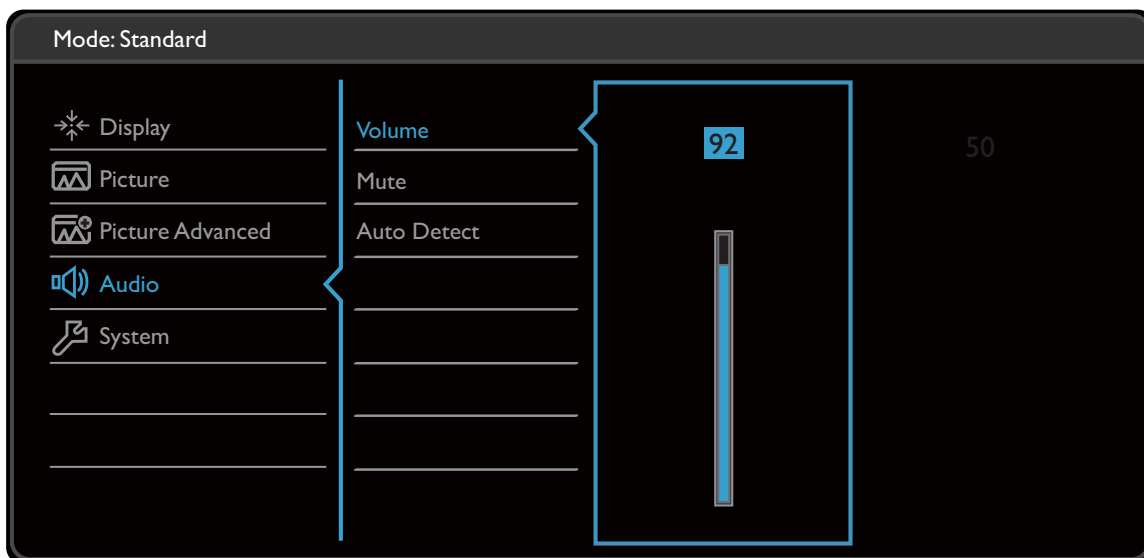 Mode: Standard
Display
Picture
Picture Advanced
Audio
System
Volume
Mute
Auto Detect
92
50